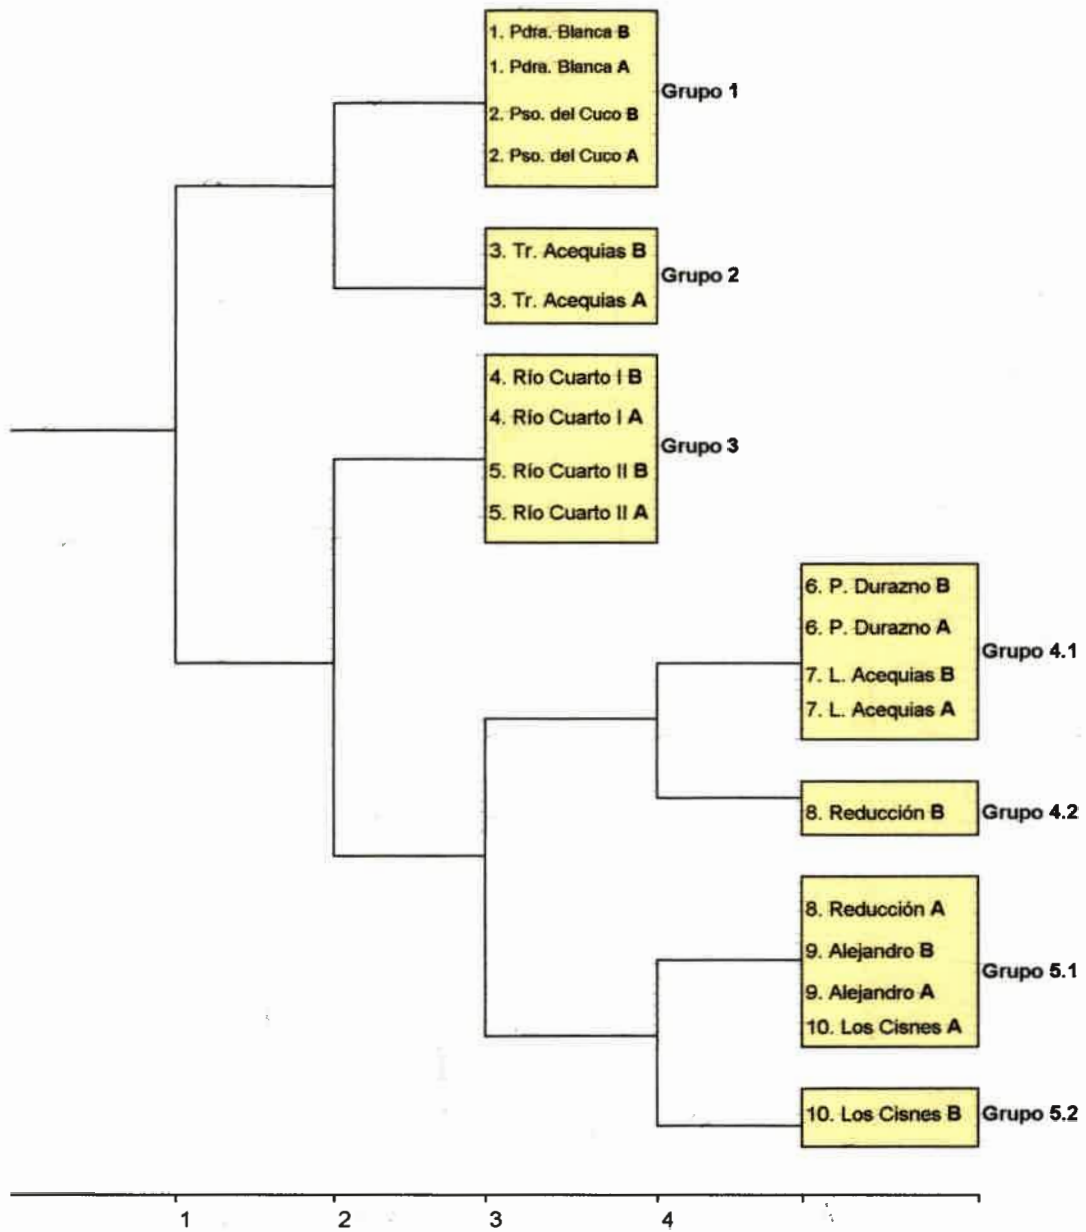 1. Pdra. Blanca B
1. Pdra. Blanca A
Grupo 1
2. Pso. del Cuco B
2. Pso. del Cuco A
3. Tr. Acequias B
Grupo 2
3. Tr. Acequias A
4. Río Cuarto I B
4. Río Cuarto I A
Grupo 3
5. Río Cuarto II B
5. Río Cuarto II A
6. P. Durazno B
6. P. Durazno A
Grupo 4.1
7. L. Acequias B
7. L. Acequias A
8. Reducción B
Grupo 4.2
8. Reducción A
9. Alejandro B
Grupo 5.1
9. Alejandro A
10. Los Cisnes A
10. Los Cisnes B
Grupo 5.2
1 2 3 4